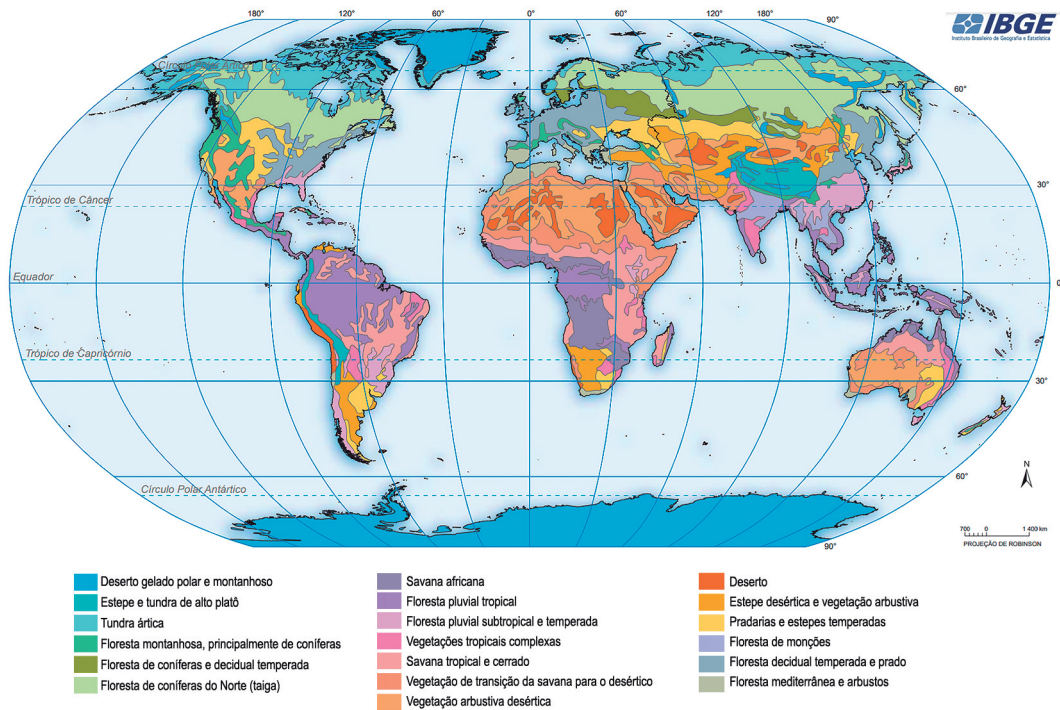 180° 120° 60° 0° 60° 120° 180°
IBGE
Instituto Brasileiro de Geografia e Estatística
Círculo Polar
60°
30°
Trópico de Câncer
Equador
Trópico de Capricórnio
30°
60°
N
Círculo Polar Antártico
700 0 1 400 km
PROJEÇÃO DE ROBINSON
90°
Deserto gelado polar e montanhoso
Estepe e tundra de alto platô
Tundra ártica
Floresta montanhosa, principalmente de coníferas
Floresta de coníferas e decidual temperada
Floresta de coníferas do Norte (taiga)
Savana africana
Floresta pluvial tropical
Floresta pluvial subtropical e temperada
Vegetações tropicais complexas
Savana tropical e cerrado
Vegetação de transição da savana para o desértico
Vegetação arbustiva desértica
Deserto
Estepe desértica e vegetação arbustiva
Pradarias e estepes temperadas
Floresta de monções
Floresta decidual temperada e prado
Floresta mediterrânea e arbustos